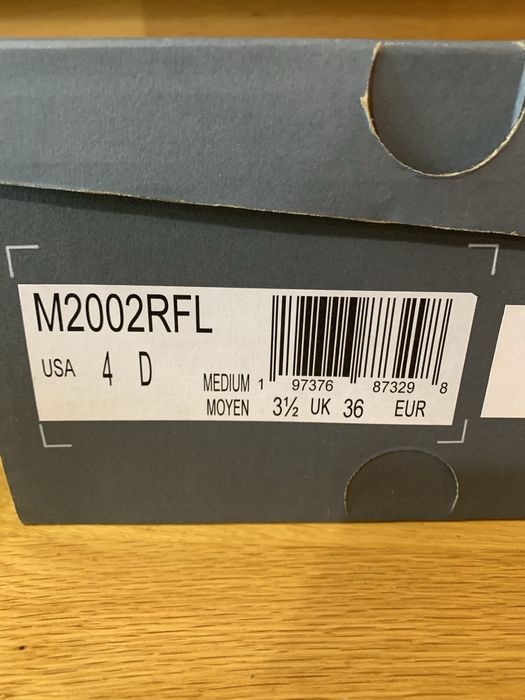 M2002RFL
USA 4 D
MEDIUM 1 97376 87329 8
MOYEN 3½ UK 36 EUR